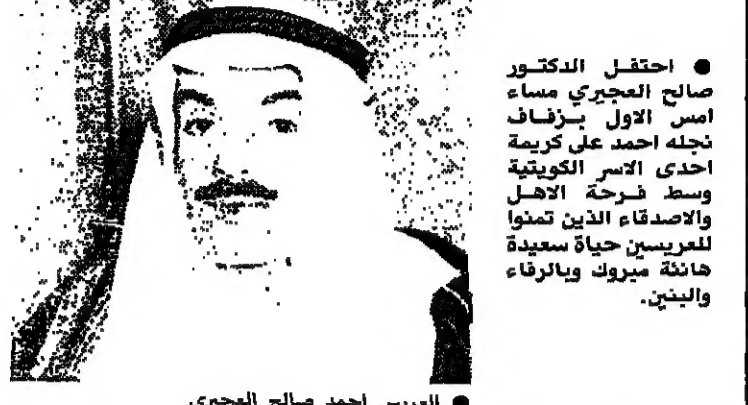 ● احتفل الدكتور
صالح العجيري مساء
امس الاول بزفاف
نجله احمد على كريمة
احدى الاسر الكويتية
وسط فرحة الاهل
والاصدقاء الذين تمنوا
للعريسين حياة سعيدة
هانئة مبروك وبالرفاء
والبنين.
● العريس احمد صالح العجيري